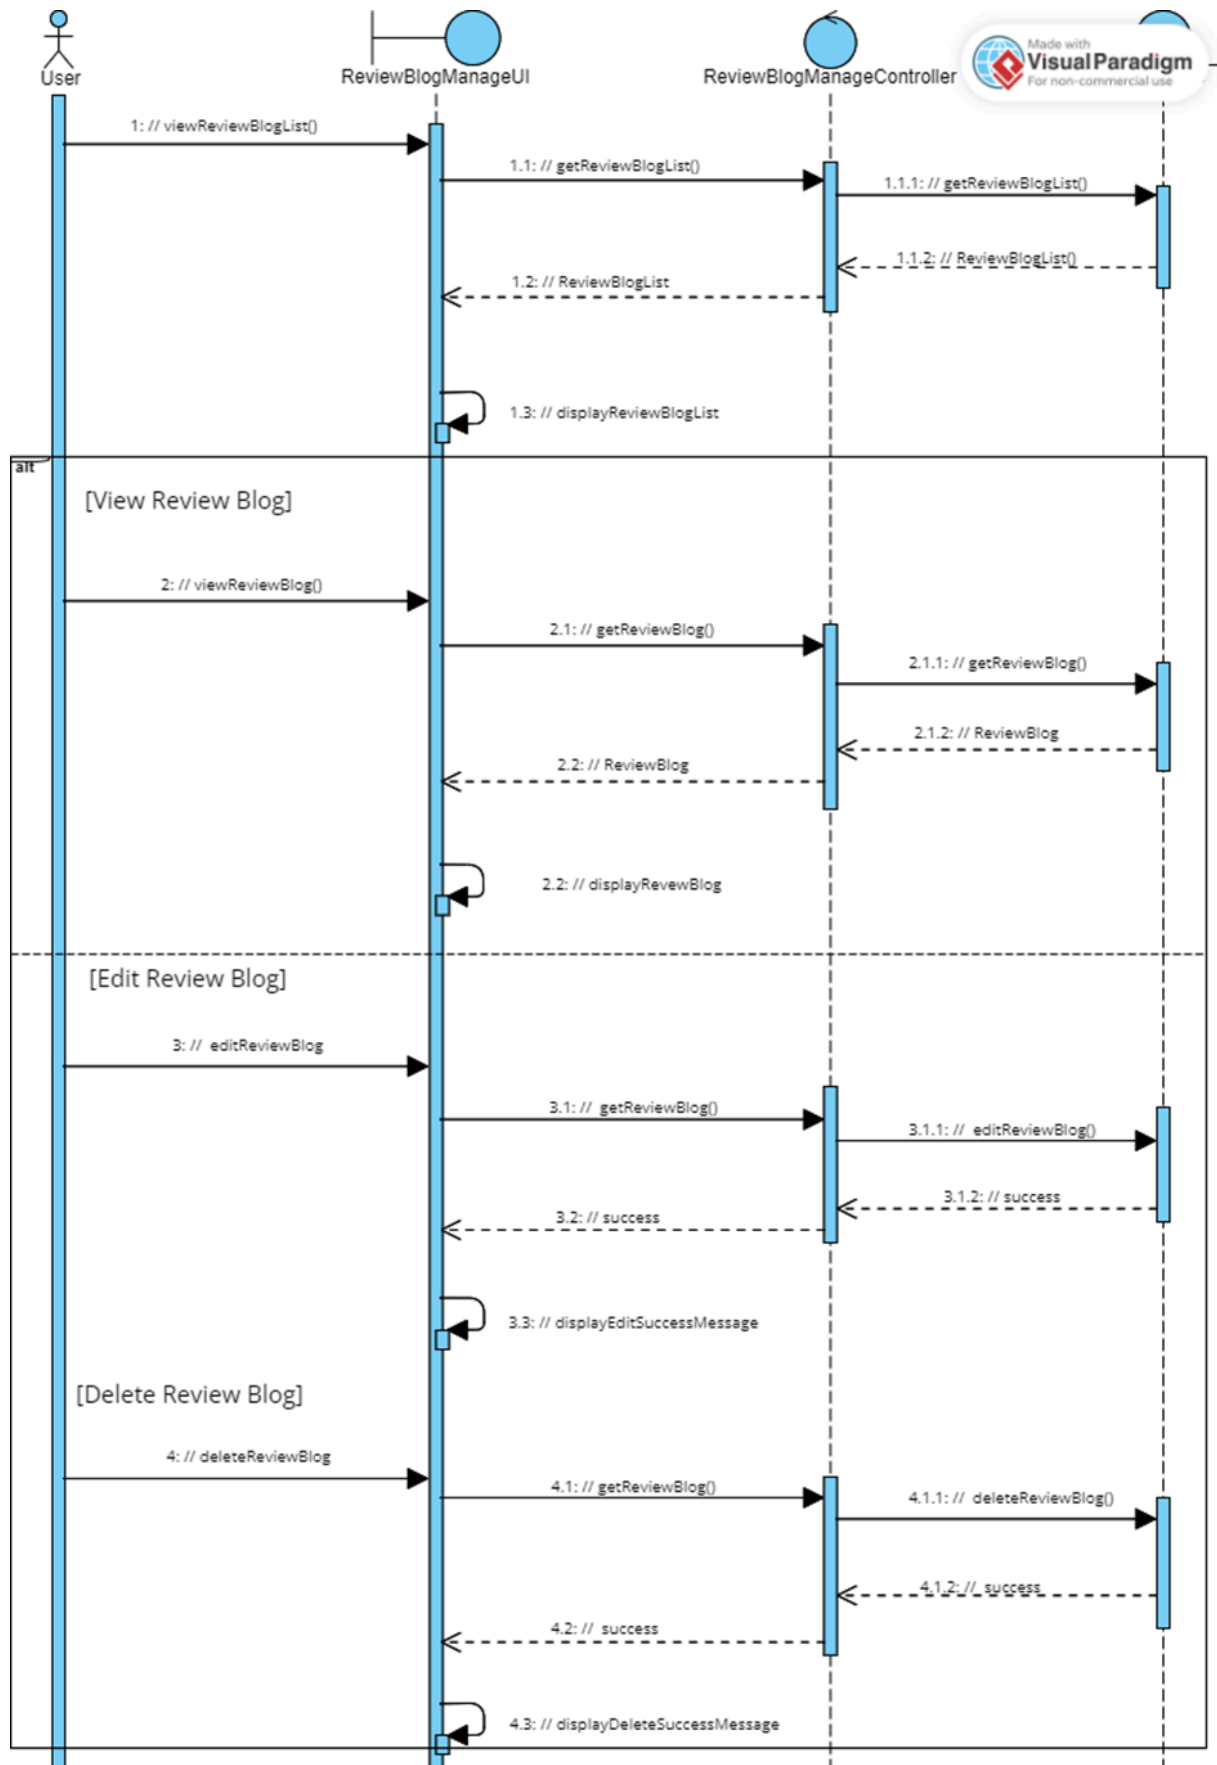 User
ReviewBlogManageUI
ReviewBlogManageController
Made with
Visual Paradigm
For non-commercial use
1: // viewReviewBlogList()
1.1: // getReviewBlogList()
1.1.1: // getReviewBlogList()
1.1.2: // ReviewBlogList()
1.2: // ReviewBlogList
1.3: // displayReviewBlogList
alt
[View Review Blog]
2: // viewReviewBlog()
2.1: // getReviewBlog()
2.1.1: // getReviewBlog()
2.1.2: // ReviewBlog
2.2: // ReviewBlog
2.2: // displayRevewBlog
[Edit Review Blog]
3: // editReviewBlog
3.1: // getReviewBlog()
3.1.1: // editReviewBlog()
3.1.2: // success
3.2: // success
3.3: // displayEditSuccessMessage
[Delete Review Blog]
4: // deleteReviewBlog
4.1: // getReviewBlog()
4.1.1: // deleteReviewBlog()
4.1.2: // success
4.2: // success
4.3: // displayDeleteSuccessMessage